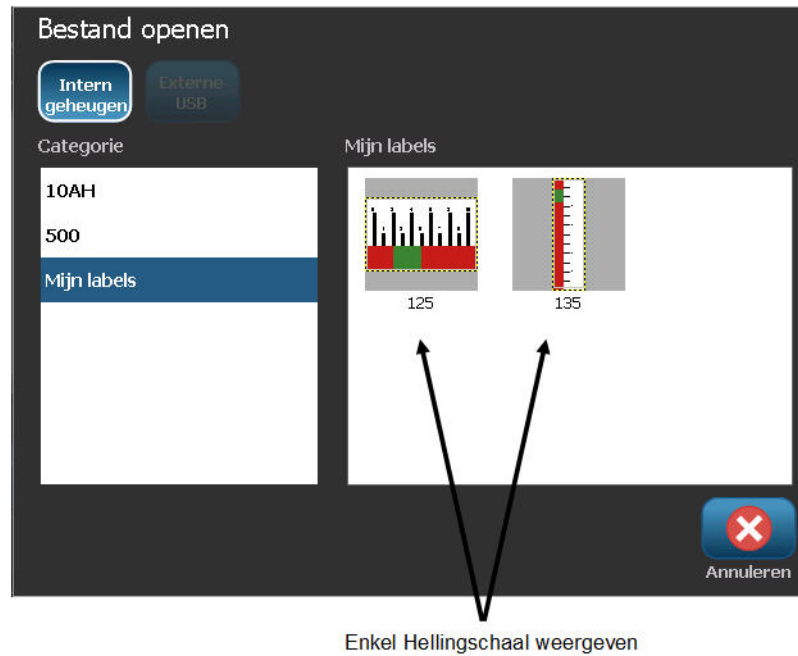 Bestand openen
Intern
geheugen
Externe
USB
Categorie
Mijn labels
10AH
500
Mijn labels
125
135
Annuleren
Enkel Hellingschaal weergeven